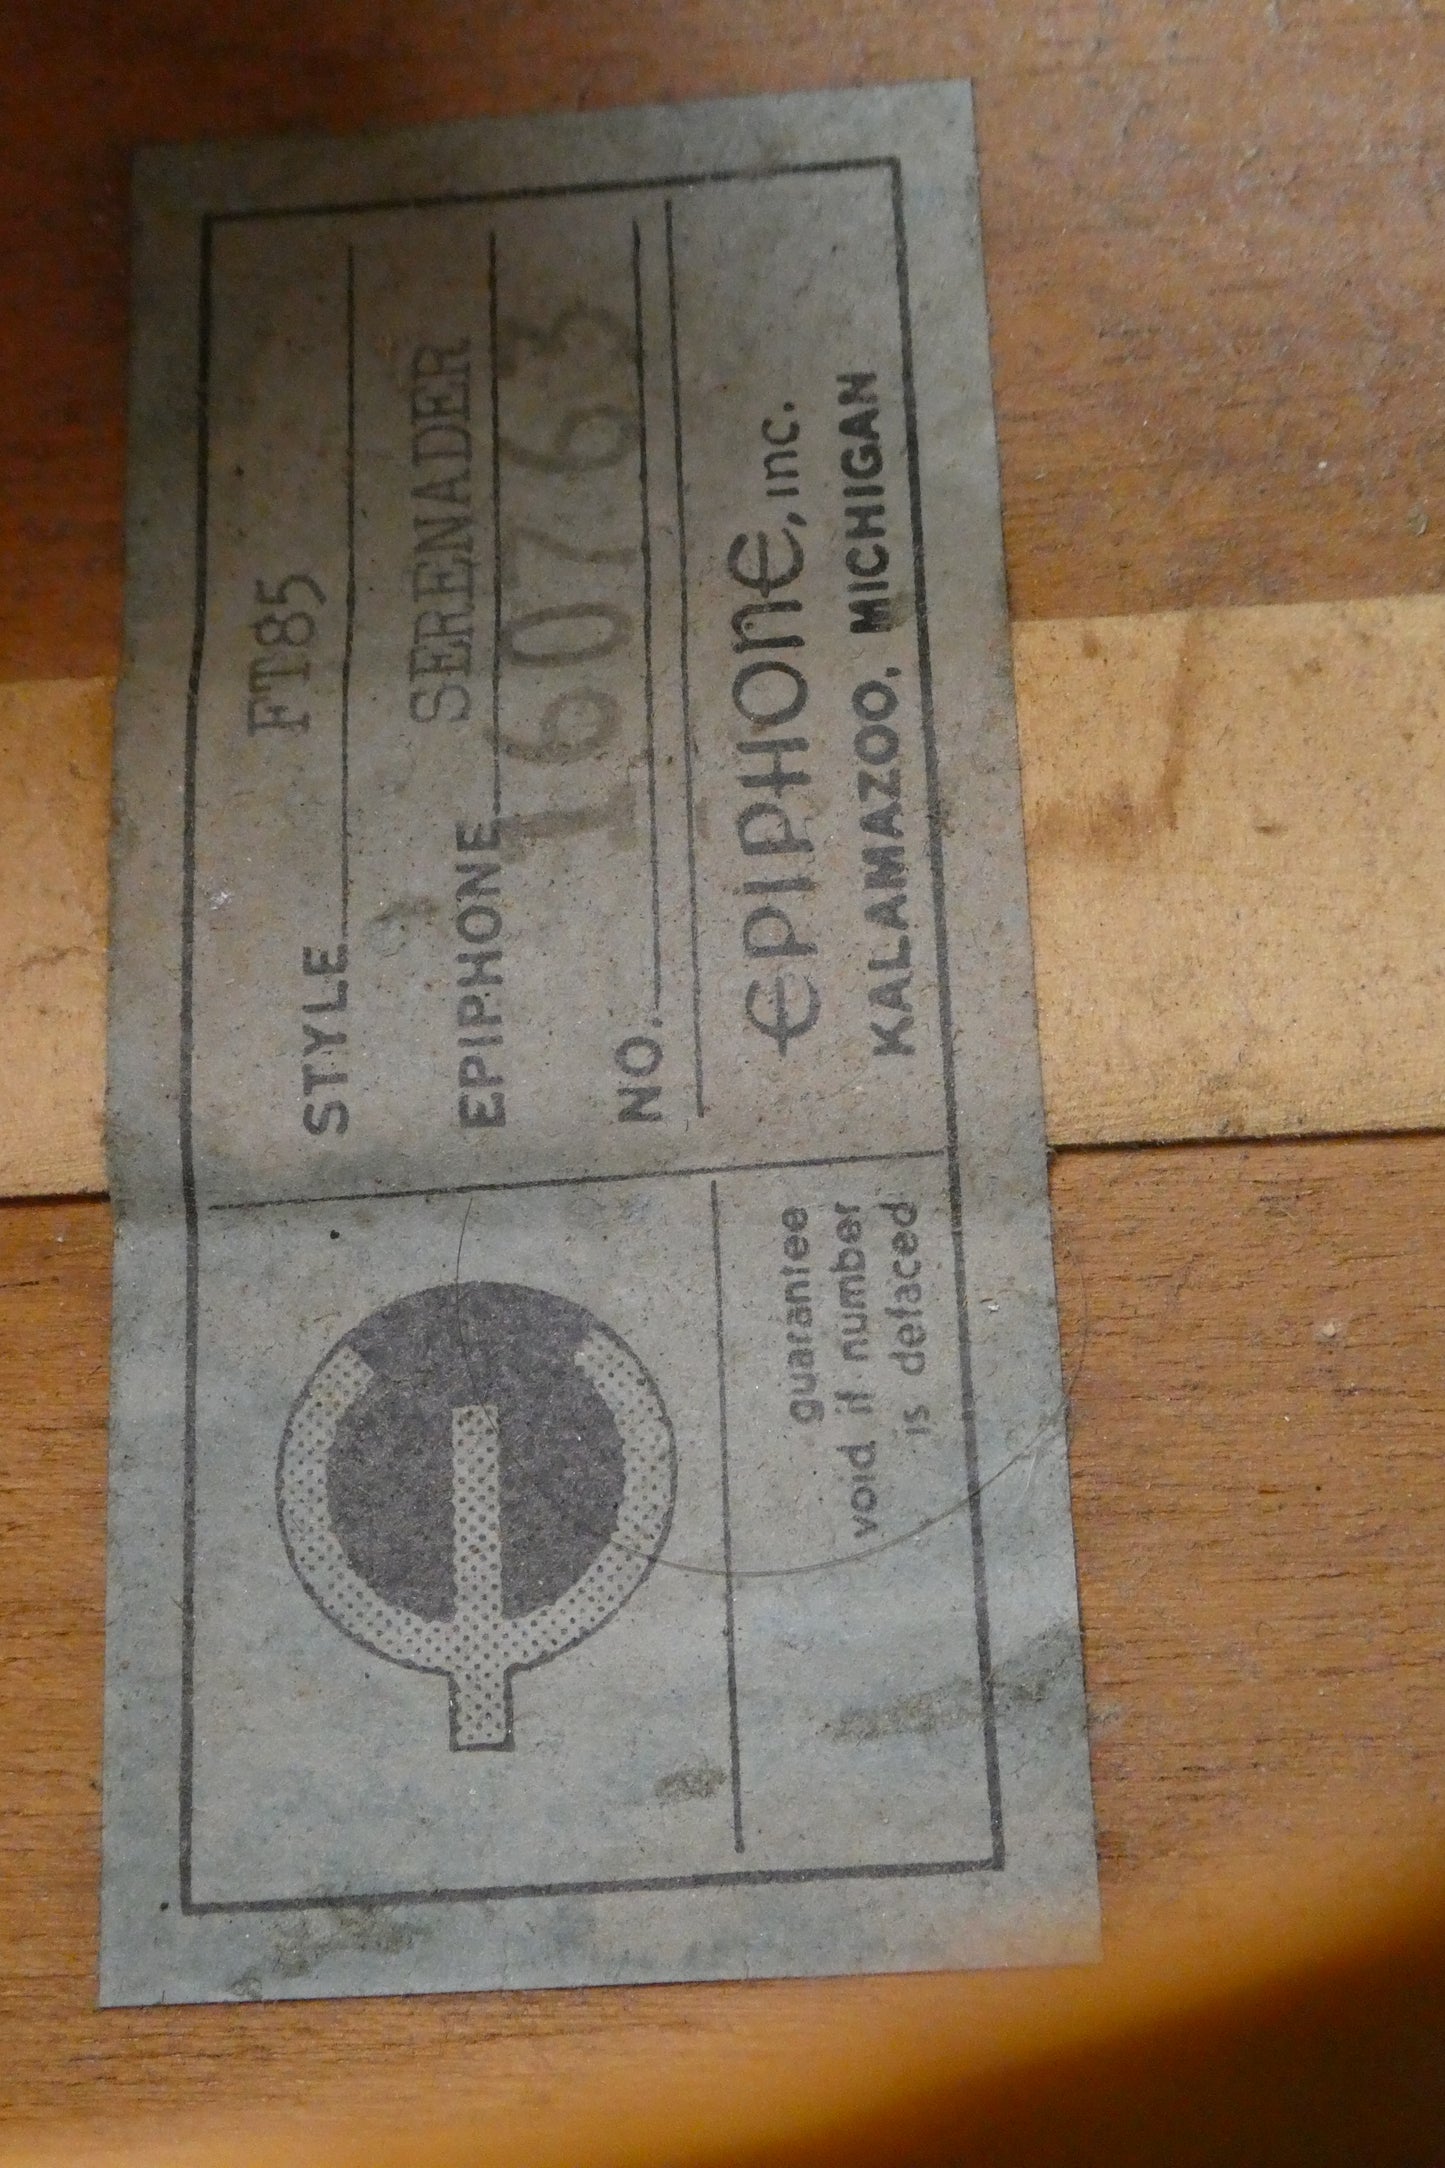 STYLE FT85
EPIPHONE SERENADER
NO. 160763
EPIPHONE, inc.
KALAMAZOO, MICHIGAN
guarantee
void if number
is defaced